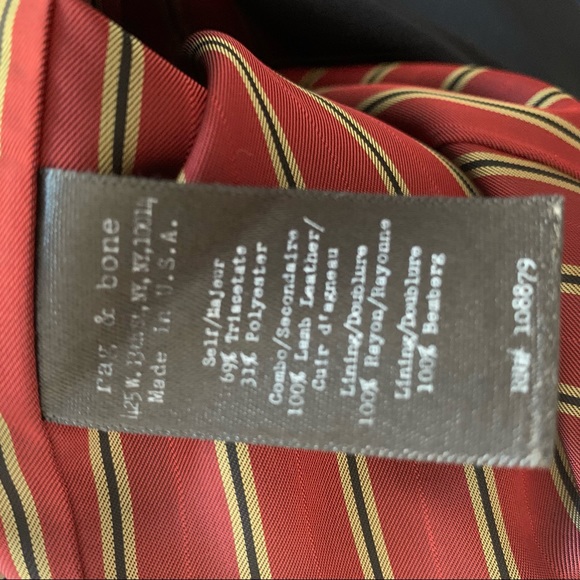 rag & bone
425 W. 13th ST, NY, NY, 10014
Made in U.S.A.
Self/Majeur
69% Triacetate
31% Polyester
Combo/Secondaire
100% Lamb Leather/
Cuir d'agneau
Lining/Doublure
100% Rayon/Rayonne
Lining/Doublure
100% Bemberg
RN# 106879